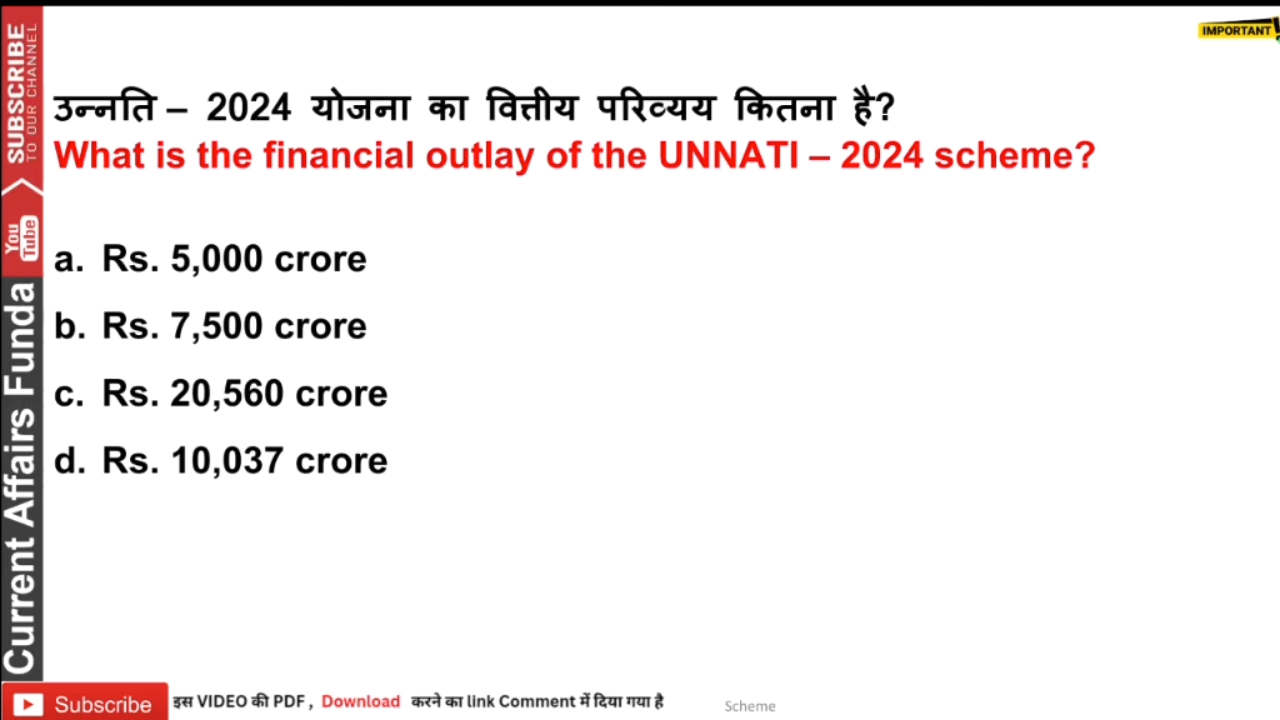 IMPORTANT
उन्नति – 2024 योजना का वित्तीय परिव्यय कितना है?
What is the financial outlay of the UNNATI – 2024 scheme?
a. Rs. 5,000 crore
b. Rs. 7,500 crore
c. Rs. 20,560 crore
d. Rs. 10,037 crore
SUBSCRIBE
TO OUR CHANNEL
You
Tube
Current Affairs Funda
Subscribe
इस VIDEO की PDF , Download करने का link Comment में दिया गया है
Scheme